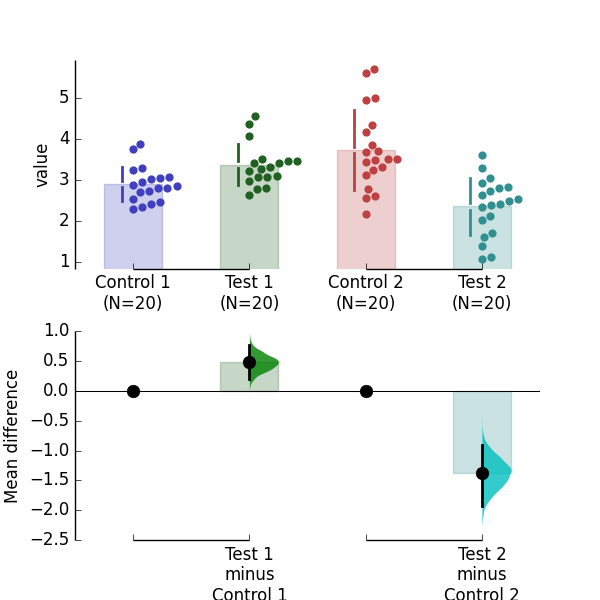 value
5
4
3
2
1
Control 1 Test 1 Control 2 Test 2
(N=20) (N=20) (N=20) (N=20)
Mean difference
1.0
0.5
0.0
−0.5
−1.0
−1.5
−2.0
−2.5
Test 1 Test 2
minus minus
Control 1 Control 2